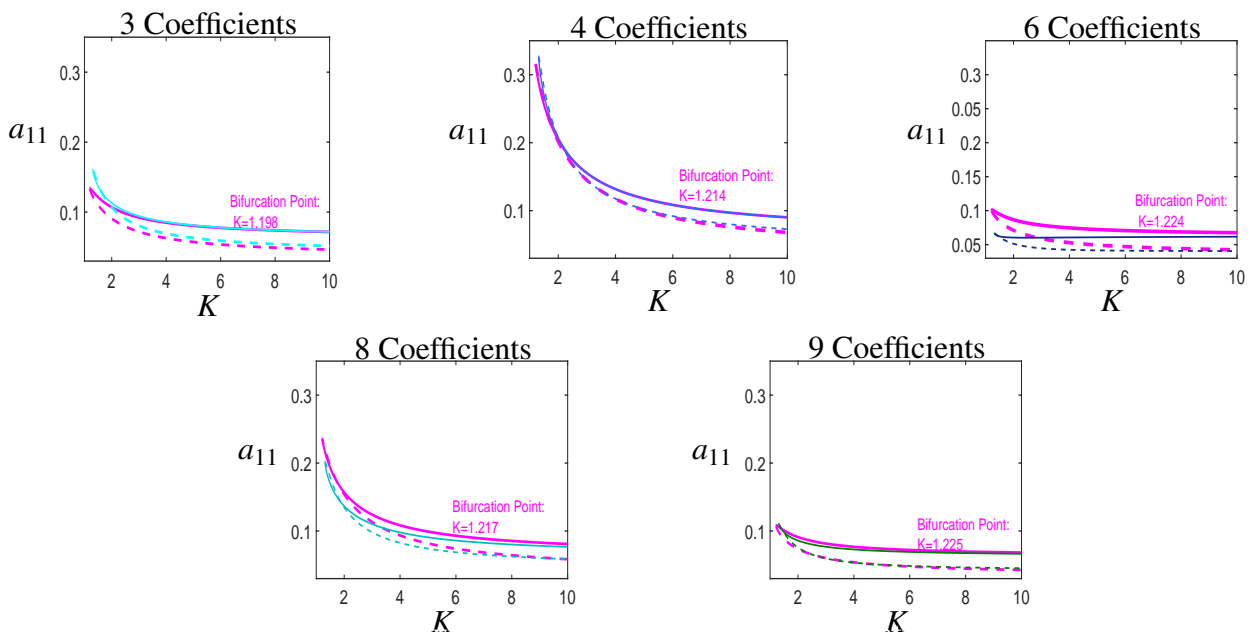 3 Coefficients
4 Coefficients
6 Coefficients
0.3
0.2
0.1
a11
Bifurcation Point:
K=1.198
2 4 6 8 10
K
0.3
0.2
0.1
a11
Bifurcation Point:
K=1.214
2 4 6 8 10
K
0.3
0.05
0.2
0.05
0.1
0.05
a11
Bifurcation Point:
K=1.224
2 4 6 8 10
K
8 Coefficients
9 Coefficients
0.3
0.2
0.1
a11
Bifurcation Point:
K=1.217
2 4 6 8 10
K
0.3
0.2
0.1
a11
Bifurcation Point:
K=1.225
2 4 6 8 10
K